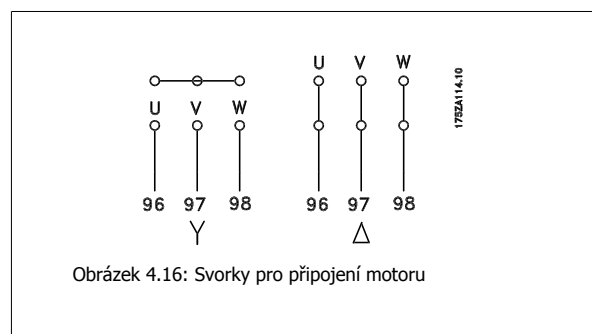 U V W
U V W
175ZA114.10
96 97 98
96 97 98
Y
Δ
Obrázek 4.16: Svorky pro připojení motoru